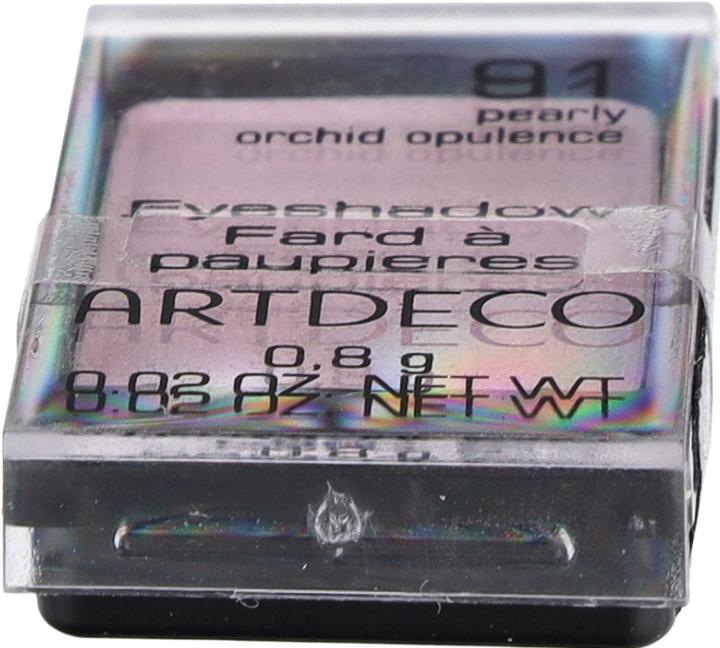 91
pearly
orchid opulence
Eyeshadow
Fard à
paupieres
ARTDECO
0,8 g
0.02 OZ. NET WT